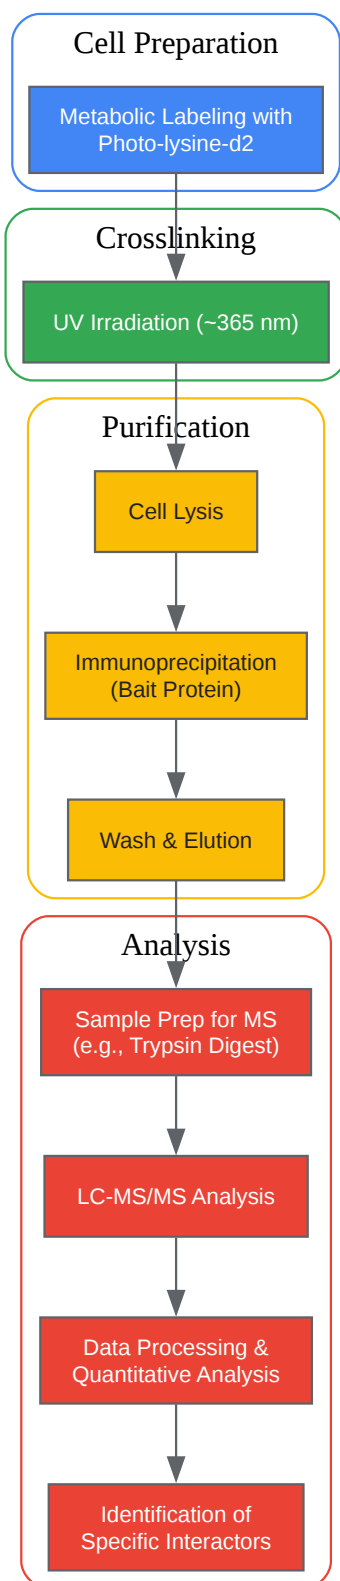 Cell Preparation
Metabolic Labeling with
Photo-lysine-d2
Crosslinking
UV Irradiation (~365 nm)
Purification
Cell Lysis
Immunoprecipitation
(Bait Protein)
Wash & Elution
Analysis
Sample Prep for MS
(e.g., Trypsin Digest)
LC-MS/MS Analysis
Data Processing &
Quantitative Analysis
Identification of
Specific Interactors